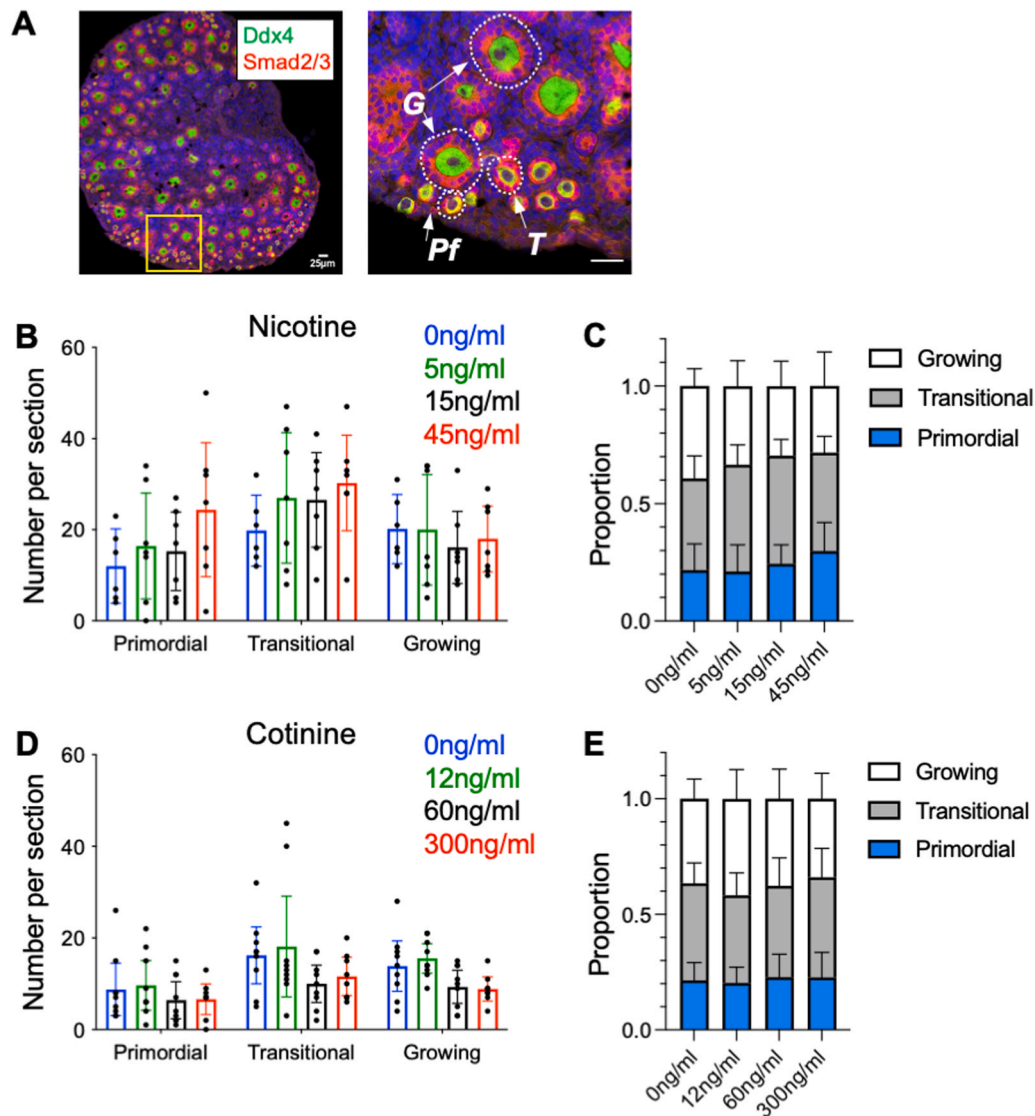 A
Ddx4
Smad2/3
25µm
G
Pf
T
B
Nicotine
0ng/ml
5ng/ml
15ng/ml
45ng/ml
Number per section
60
40
20
0
Primordial
Transitional
Growing
C
Growing
Transitional
Primordial
Proportion
1.0
0.5
0.0
0ng/ml
5ng/ml
15ng/ml
45ng/ml
D
Cotinine
0ng/ml
12ng/ml
60ng/ml
300ng/ml
Number per section
60
40
20
0
Primordial
Transitional
Growing
E
Growing
Transitional
Primordial
Proportion
1.0
0.5
0.0
0ng/ml
12ng/ml
60ng/ml
300ng/ml